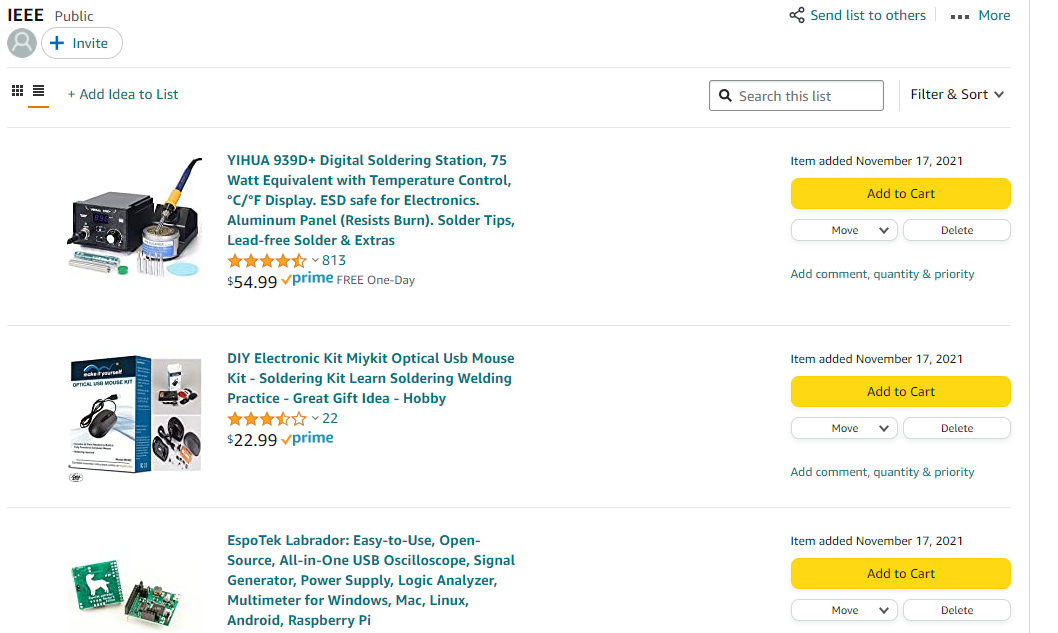 IEEE Public
Send list to others
More
Invite
+ Add Idea to List
Search this list
Filter & Sort
YIHUA 939D+ Digital Soldering Station, 75
Watt Equivalent with Temperature Control,
°C/°F Display. ESD safe for Electronics.
Aluminum Panel (Resists Burn). Solder Tips,
Lead-free Solder & Extras
813
$54.99 prime FREE One-Day
Item added November 17, 2021
Add to Cart
Move
Delete
Add comment, quantity & priority
make it yourself
OPTICAL USB MOUSE KIT
DIY Electronic Kit Miykit Optical Usb Mouse
Kit - Soldering Kit Learn Soldering Welding
Practice - Great Gift Idea - Hobby
22
$22.99 prime
Item added November 17, 2021
Add to Cart
Move
Delete
Add comment, quantity & priority
EspoTek Labrador: Easy-to-Use, Open-
Source, All-in-One USB Oscilloscope, Signal
Generator, Power Supply, Logic Analyzer,
Multimeter for Windows, Mac, Linux,
Android, Raspberry Pi
Item added November 17, 2021
Add to Cart
Move
Delete